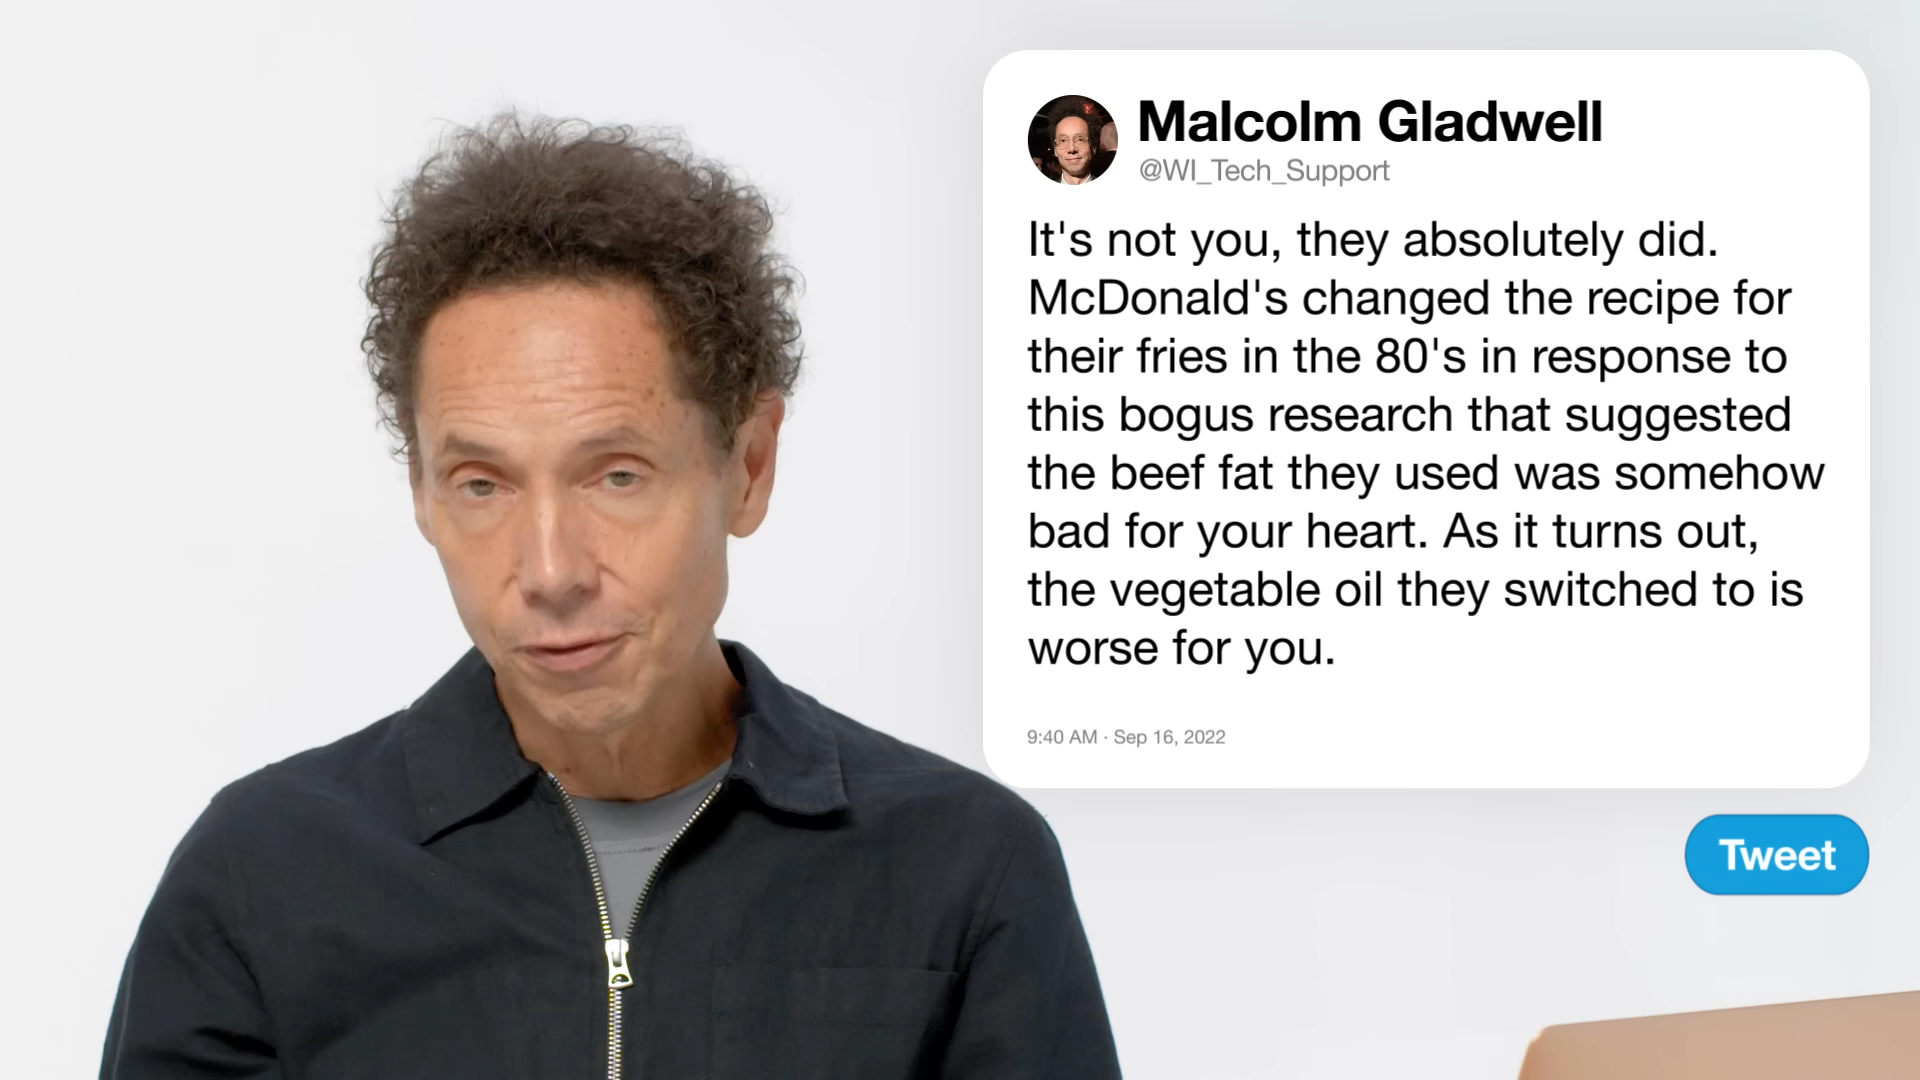 Malcolm Gladwell
@WI_Tech_Support
It's not you, they absolutely did.
McDonald's changed the recipe for
their fries in the 80's in response to
this bogus research that suggested
the beef fat they used was somehow
bad for your heart. As it turns out,
the vegetable oil they switched to is
worse for you.
9:40 AM · Sep 16, 2022
Tweet